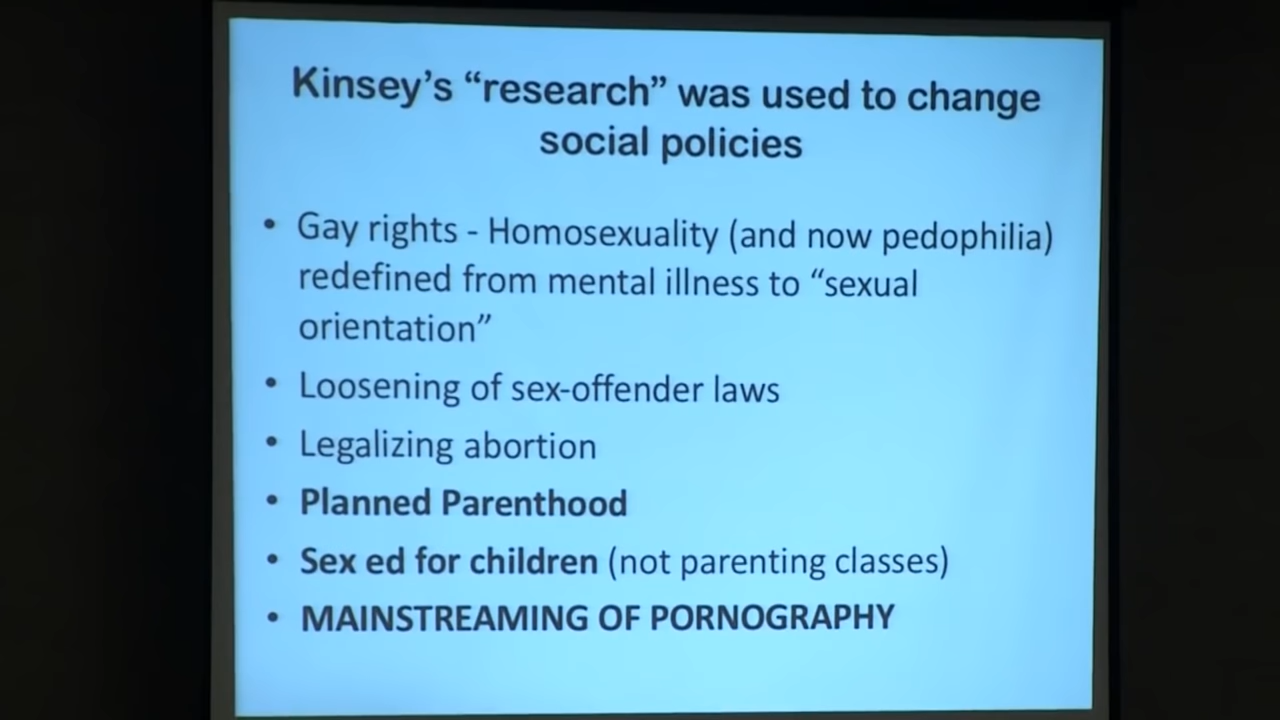 Kinsey's “research” was used to change
social policies
• Gay rights - Homosexuality (and now pedophilia)
redefined from mental illness to “sexual
orientation”
• Loosening of sex-offender laws
• Legalizing abortion
• Planned Parenthood
• Sex ed for children (not parenting classes)
• MAINSTREAMING OF PORNOGRAPHY